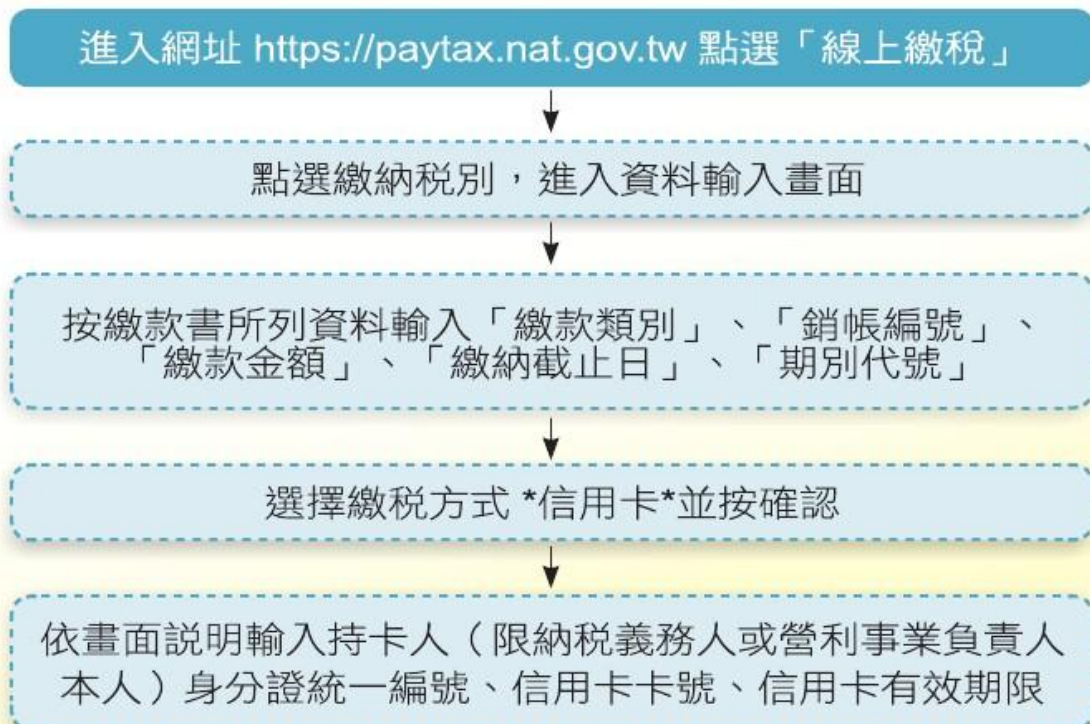 進入網址 https://paytax.nat.gov.tw 點選「線上繳稅」
點選繳納稅別，進入資料輸入畫面
按繳款書所列資料輸入「繳款類別」、「銷帳編號」、
「繳款金額」、「繳納截止日」、「期別代號」
選擇繳稅方式 *信用卡*並按確認
依畫面說明輸入持卡人（限納稅義務人或營利事業負責人
本人）身分證統一編號、信用卡卡號、信用卡有效期限